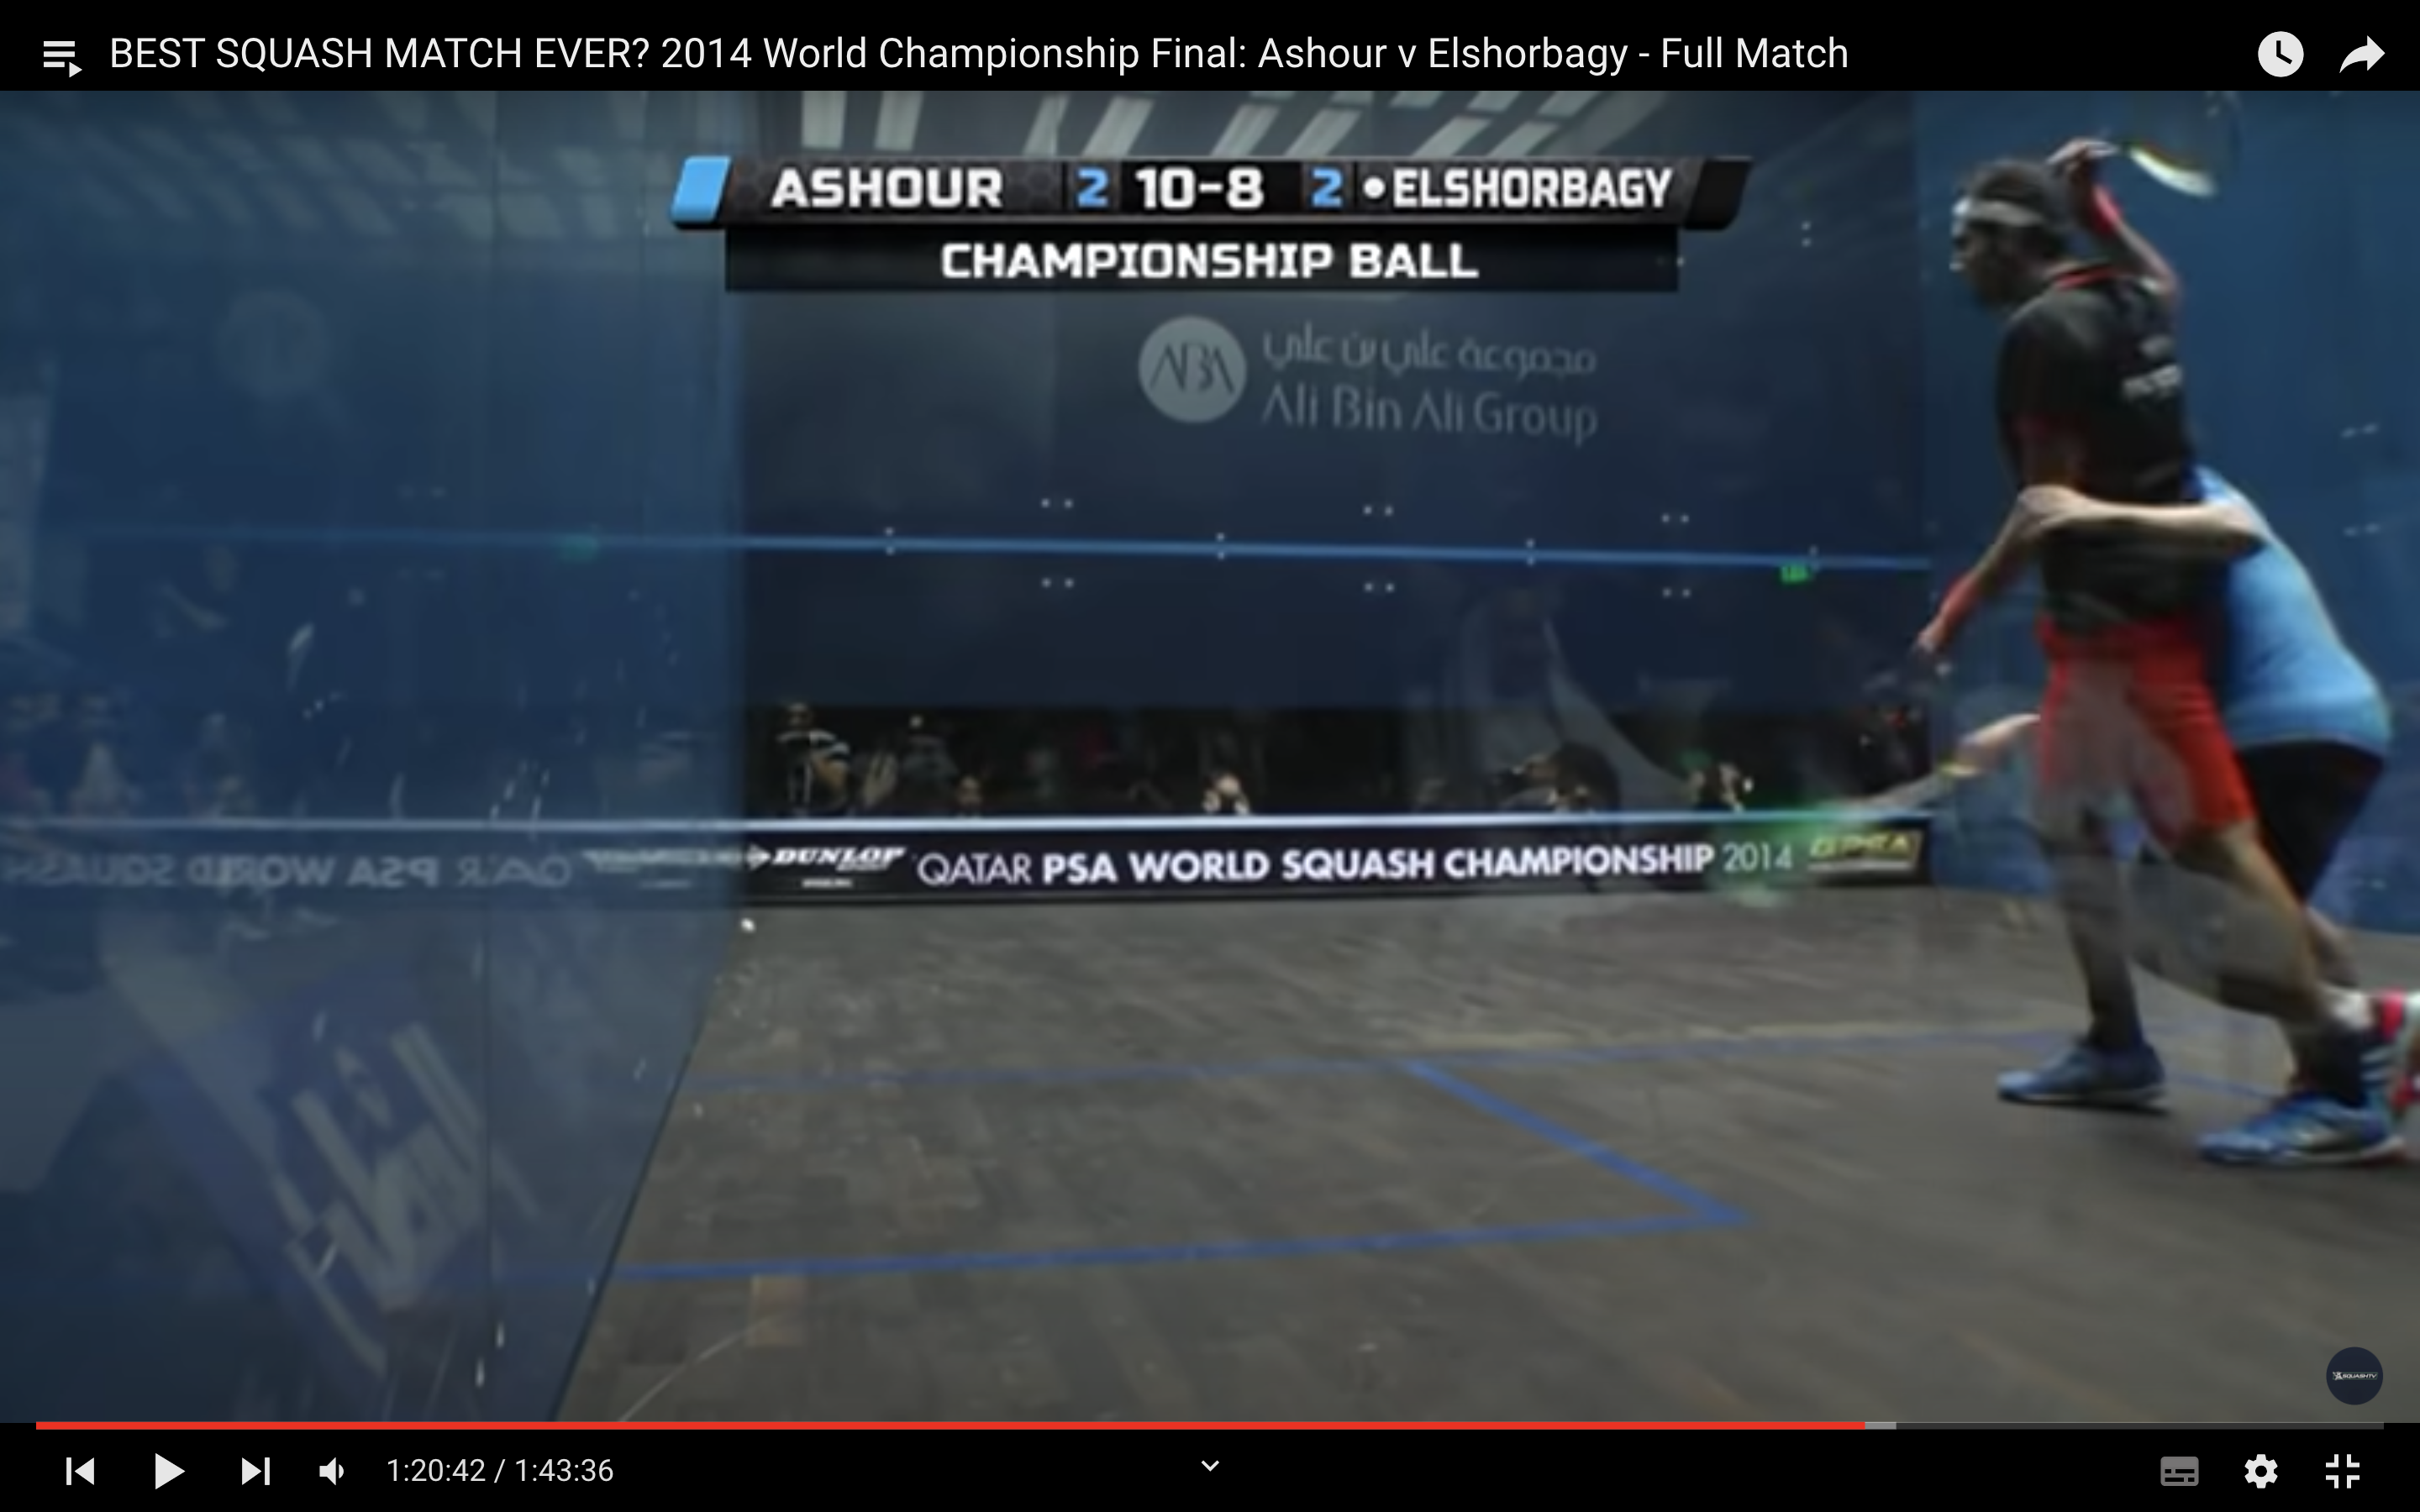 BEST SQUASH MATCH EVER? 2014 World Championship Final: Ashour v Elshorbagy - Full Match
ASHOUR 2 10-8 2 •ELSHORBAGY
CHAMPIONSHIP BALL
ABA
مجموعة علي بن علي
Ali Bin Ali Group
DUNLOP QATAR PSA WORLD SQUASH CHAMPIONSHIP 2014
SQUASHTV
1:20:42 / 1:43:36